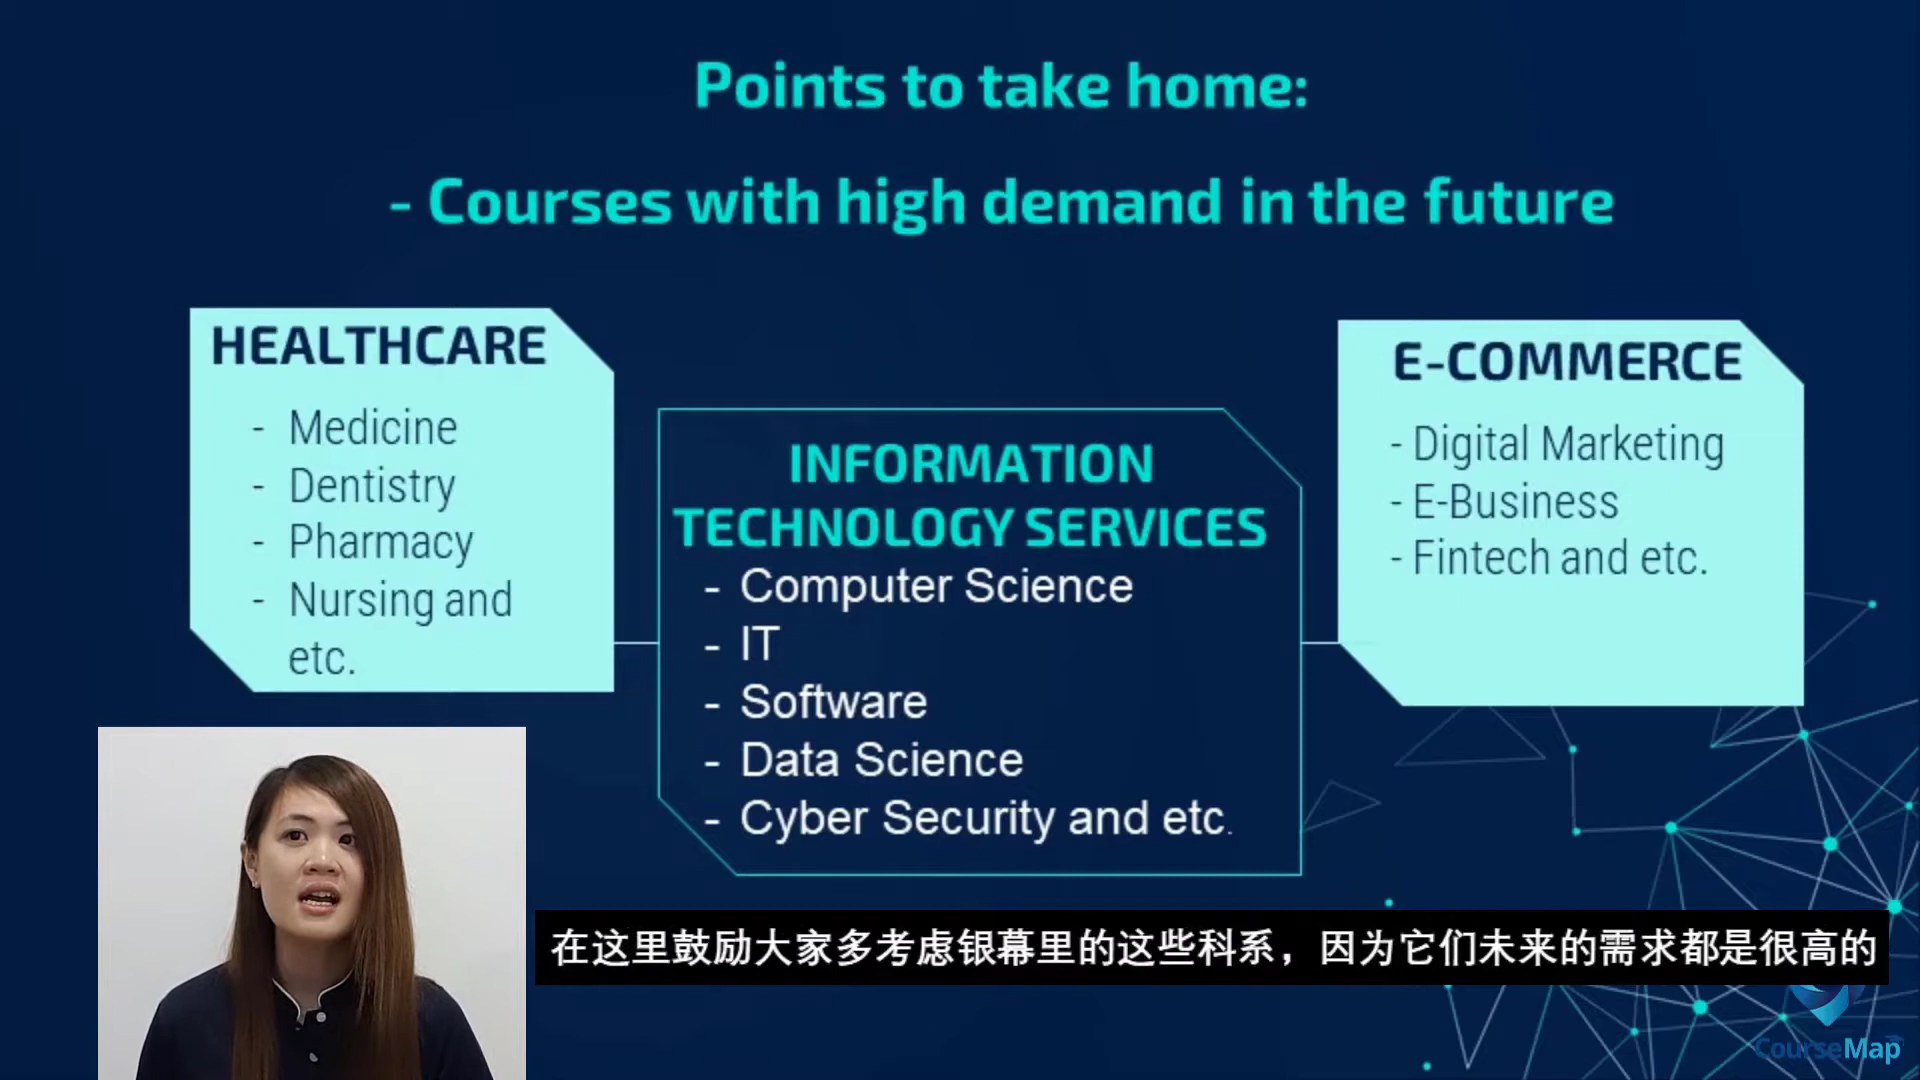 Points to take home:
- Courses with high demand in the future
HEALTHCARE
- Medicine
- Dentistry
- Pharmacy
- Nursing and
etc.
INFORMATION
TECHNOLOGY SERVICES
- Computer Science
- IT
- Software
- Data Science
- Cyber Security and etc.
E-COMMERCE
- Digital Marketing
- E-Business
- Fintech and etc.
在这里鼓励大家多考虑银幕里的这些科系，因为它们未来的需求都是很高的
CourseMap